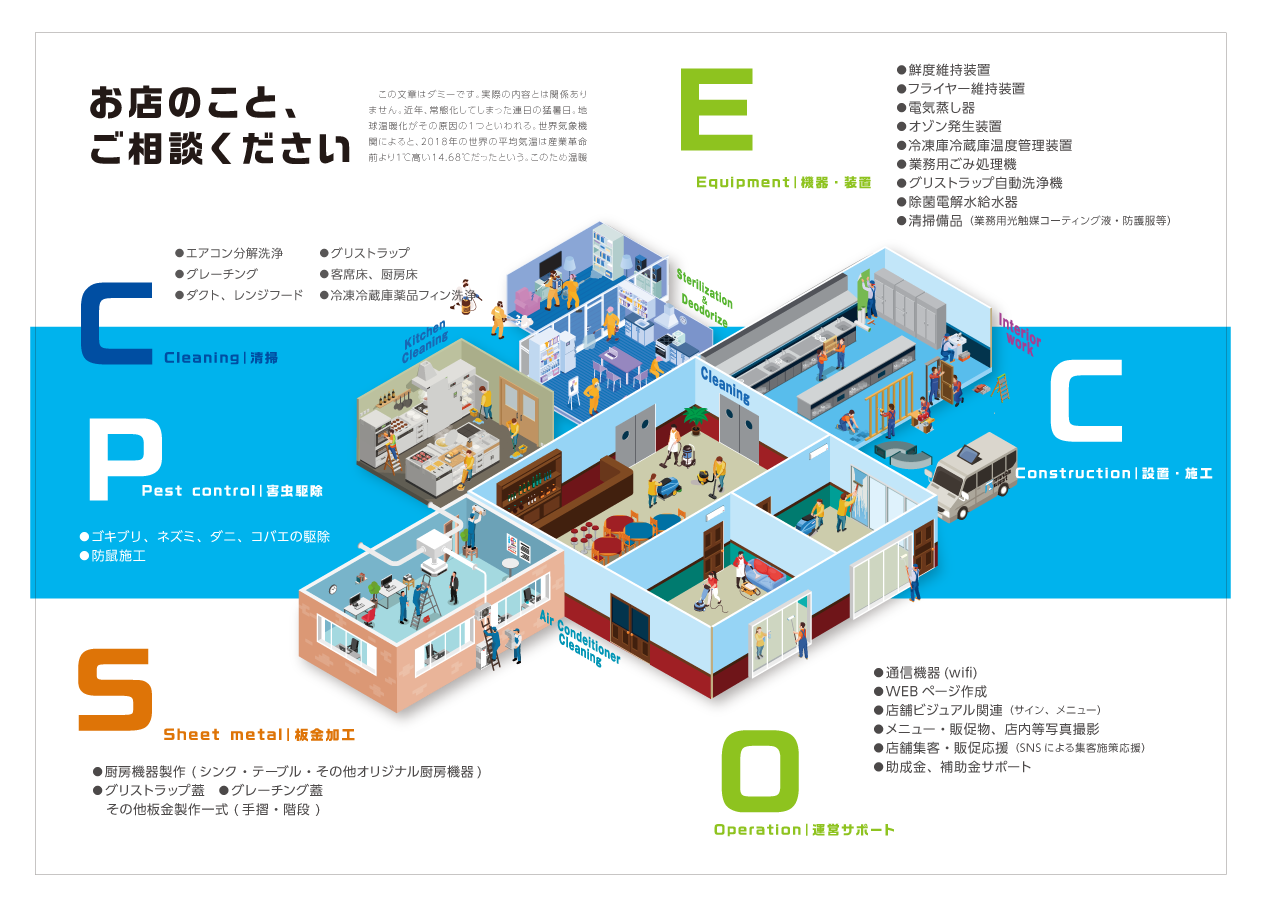 お店のこと、
ご相談ください
この文章はダミーです。実際の内容とは関係あり
ません。近年、常態化してしまった連日の猛暑日。地
球温暖化がその原因の1つといわれる。世界気象機
関によると、2018年の世界の平均気温は産業革命
前より1℃高い14.68℃だったという。このため温暖
E
Equipment|機器・装置
●鮮度維持装置
●フライヤー維持装置
●電気蒸し器
●オゾン発生装置
●冷凍庫冷蔵庫温度管理装置
●業務用ごみ処理機
●グリストラップ自動洗浄機
●除菌電解水給水器
●清掃備品（業務用光触媒コーティング液・防護服等）
C
Cleaning|清掃
●エアコン分解洗浄 ●グリストラップ
●グレーチング ●客席床、厨房床
●ダクト、レンジフード ●冷凍冷蔵庫薬品フィン洗浄
Kitchen
Cleaning
Sterilization
&
Deodorize
Cleaning
Interior
work
C
Construction|設置・施工
P
Pest control|害虫駆除
●ゴキブリ、ネズミ、ダニ、コバエの駆除
●防鼠施工
Air Condeitioner
Cleaning
S
Sheet metal|板金加工
●厨房機器製作 ( シンク・テーブル・その他オリジナル厨房機器 )
●グリストラップ蓋 ●グレーチング蓋
その他板金製作一式 ( 手摺・階段 )
O
Operation|運営サポート
●通信機器 (wifi)
●WEB ページ作成
●店舗ビジュアル関連（サイン、メニュー）
●メニュー・販促物、店内等写真撮影
●店舗集客・販促応援（SNS による集客施策応援）
●助成金、補助金サポート